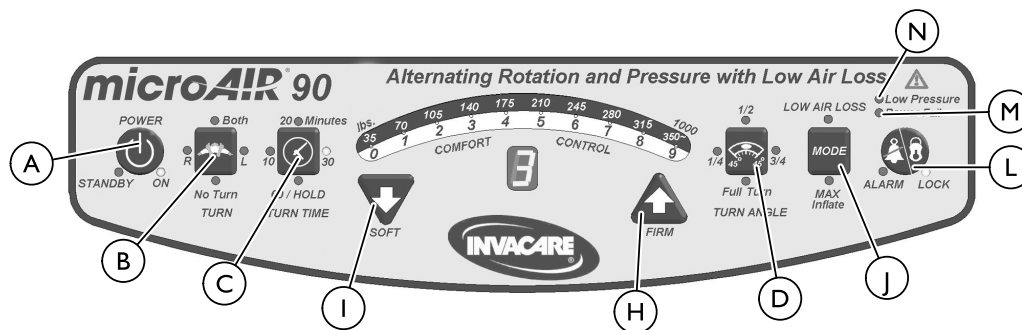 N
microAIR® 90
Alternating Rotation and Pressure with Low Air Loss
Low Pressure
M
POWER
Both
20 Minutes
lbs.
35 70 105 140 175 210 245 280 315 350 1000
0 1 2 3 4 5 6 7 8 9
COMFORT CONTROL
1/2
LOW AIR LOSS
A
R
L
10
30
3
1/4
45° 45°
3/4
MODE
L
STANDBY
ON
No Turn
/ HOLD
Full Turn
MAX
Inflate
ALARM
LOCK
TURN
TURN TIME
SOFT
FIRM
TURN ANGLE
INVACARE
B
C
I
H
D
J